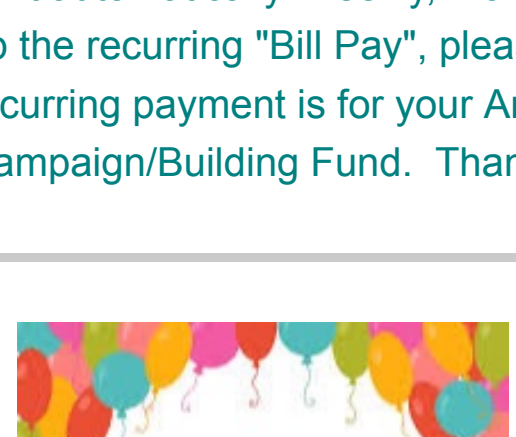 the recurring "Bill Pay", plea
curring payment is for your
ampaign/Building Fund.  Than